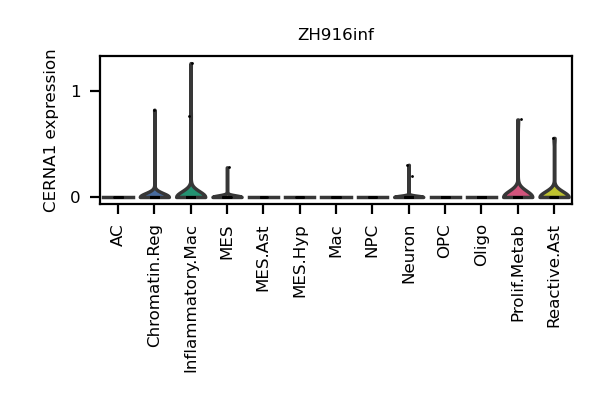 ZH916inf
CERNA1 expression
1
0
AC
Chromatin.Reg
Inflammatory.Mac
MES
MES.Ast
MES.Hyp
Mac
NPC
Neuron
OPC
Oligo
Prolif.Metab
Reactive.Ast